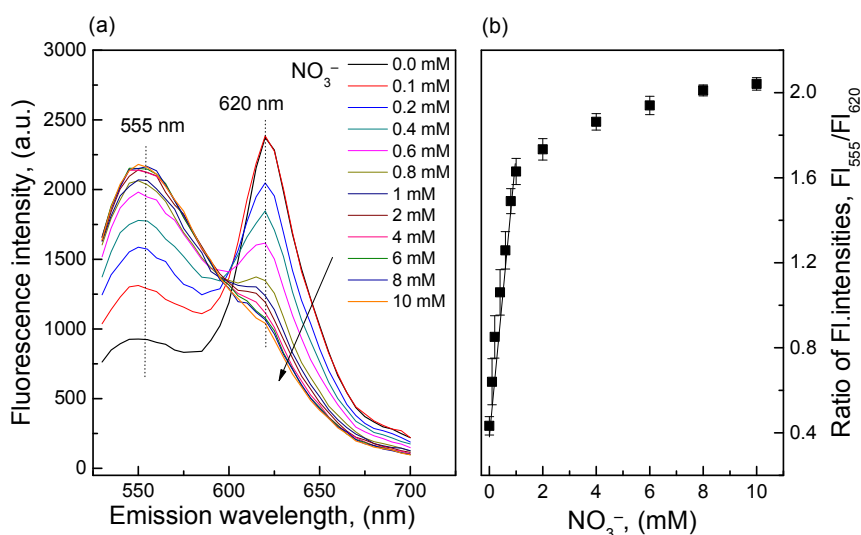 (a)
(b)
Fluorescence intensity, (a.u.)
3000
2500
2000
1500
1000
500
0
555 nm
620 nm
NO₃⁻
0.0 mM
0.1 mM
0.2 mM
0.4 mM
0.6 mM
0.8 mM
1 mM
2 mM
4 mM
6 mM
8 mM
10 mM
550 600 650 700
Emission wavelength, (nm)
2.0
1.6
1.2
0.8
0.4
Ratio of Fl.intensities, Fl₅₅₅/Fl₆₂₀
0 2 4 6 8 10
NO₃⁻, (mM)